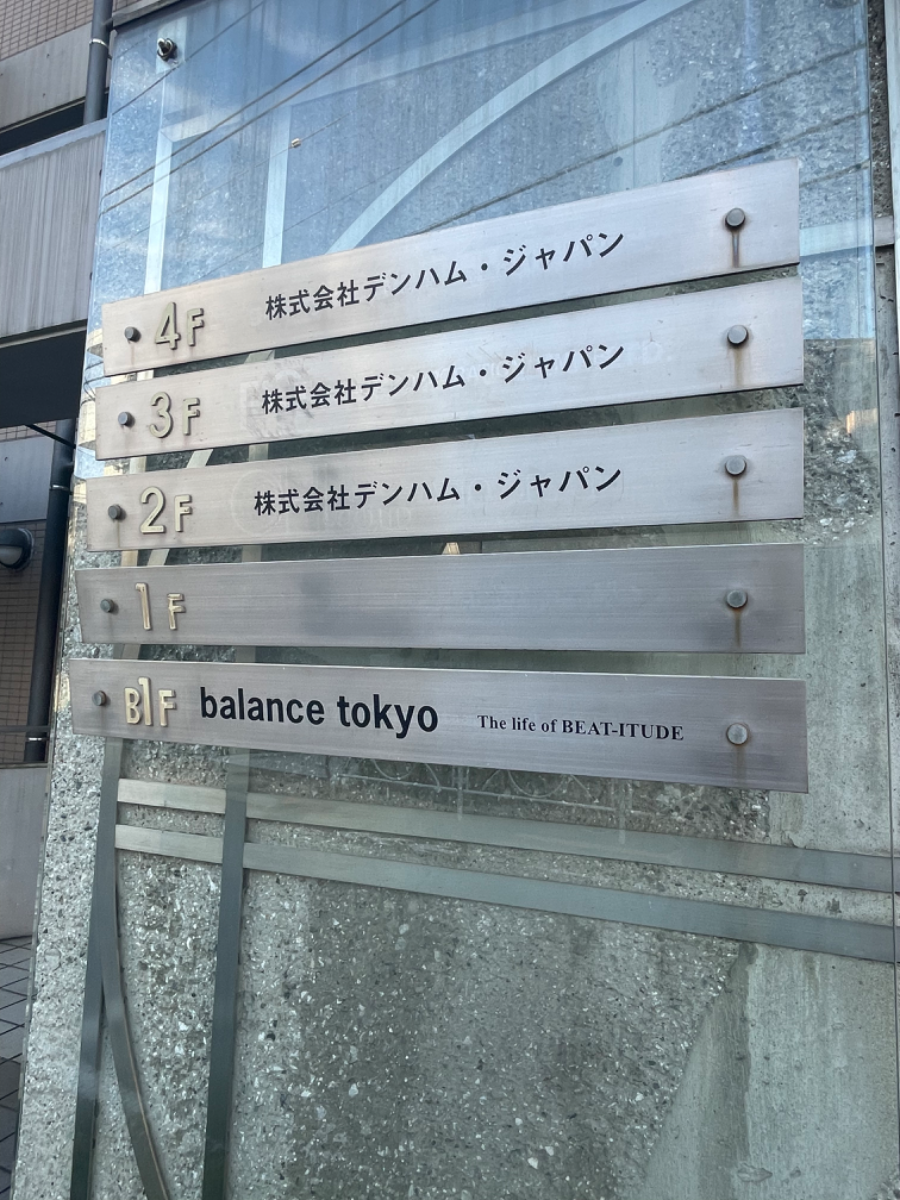 4F 株式会社デンハム・ジャパン
3F 株式会社デンハム・ジャパン
2F 株式会社デンハム・ジャパン
1F
B1F balance tokyo The life of BEAT-ITUDE